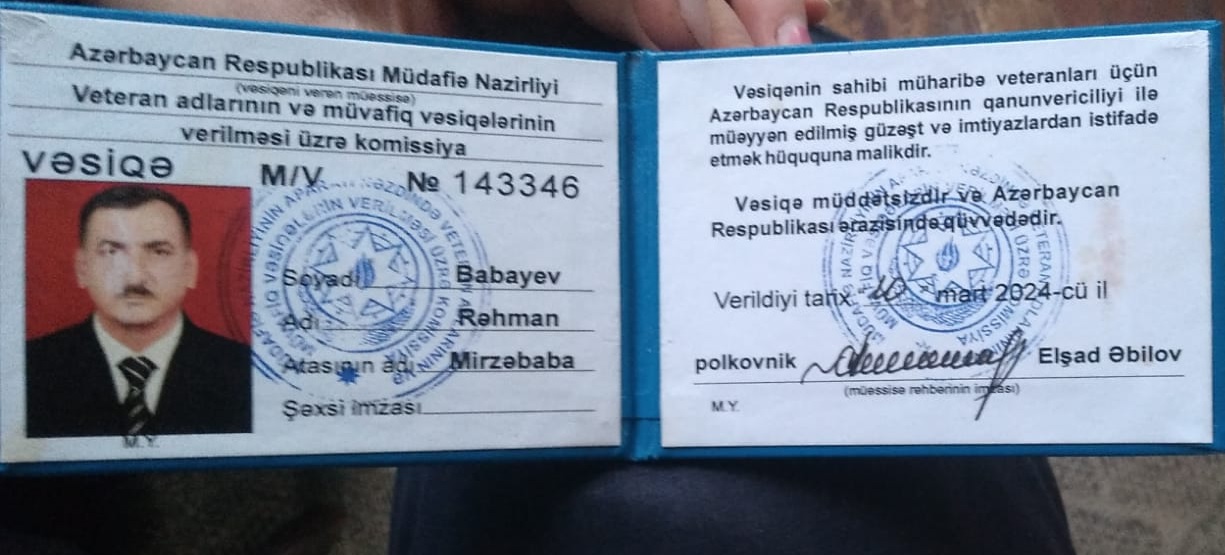 Azərbaycan Respublikası Müdafiə Nazirliyi
(vəsiqəni verən müəssisə)
Veteran adlarının və müvafiq vəsiqələrinin
verilməsi üzrə komissiya
VƏSİQƏ M/V № 143346
Soyadı Babayev
Adı Rəhman
Atasının adı Mirzəbaba
Şəxsi imzası
M.Y.
Vəsiqənin sahibi müharibə veteranları üçün
Azərbaycan Respublikasının qanunvericiliyi ilə
müəyyən edilmiş güzəşt və imtiyazlardan istifadə
etmək hüququna malikdir.
Vəsiqə müddətsizdir və Azərbaycan
Respublikası ərazisində qüvvədədir.
Verildiyi tarix mart 2024-cü il
polkovnik Elşad Əbilov
(müəssisə rəhbərinin imzası)
M.Y.